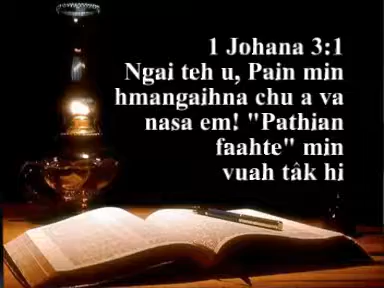 1 Johana 3:1
Ngai teh u, Pain min
hmangaihna chu a va
nasa em! "Pathian
faahte" min
vuah tâk hi